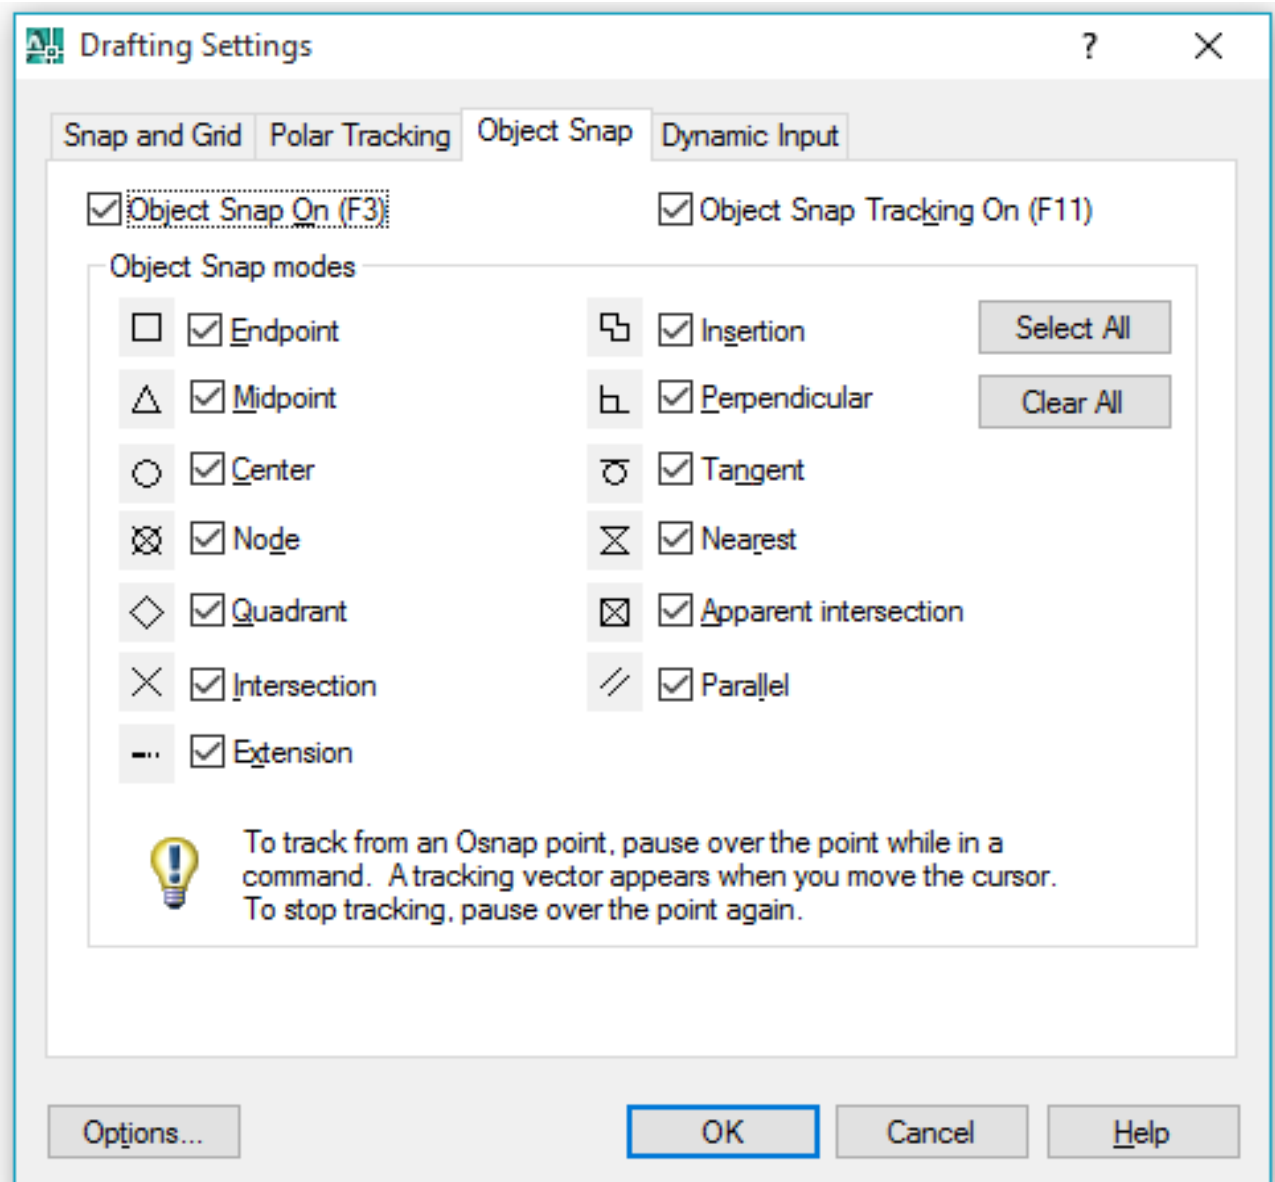 Drafting Settings
Snap and Grid Polar Tracking Object Snap Dynamic Input
Object Snap On (F3) Object Snap Tracking On (F11)
Object Snap modes
Endpoint Insertion Select All
Midpoint Perpendicular Clear All
Center Tangent
Node Nearest
Quadrant Apparent intersection
Intersection Parallel
Extension
To track from an Osnap point, pause over the point while in a
command. A tracking vector appears when you move the cursor.
To stop tracking, pause over the point again.
Options... OK Cancel Help